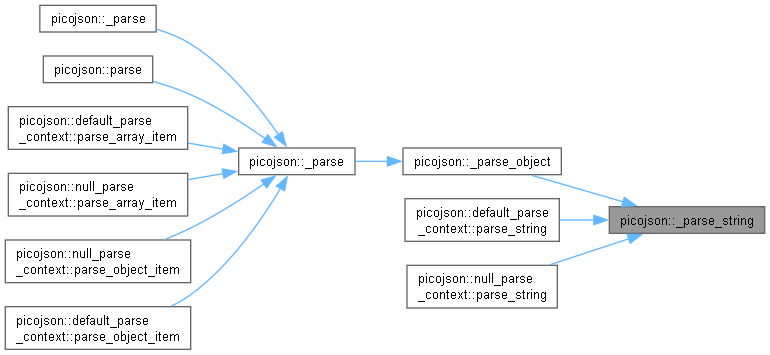 picojson::_parse
picojson::parse
picojson::default_parse
_context::parse_array_item
picojson::null_parse
_context::parse_array_item
picojson::null_parse
_context::parse_object_item
picojson::default_parse
_context::parse_object_item
picojson::_parse
picojson::_parse_object
picojson::default_parse
_context::parse_string
picojson::null_parse
_context::parse_string
picojson::_parse_string